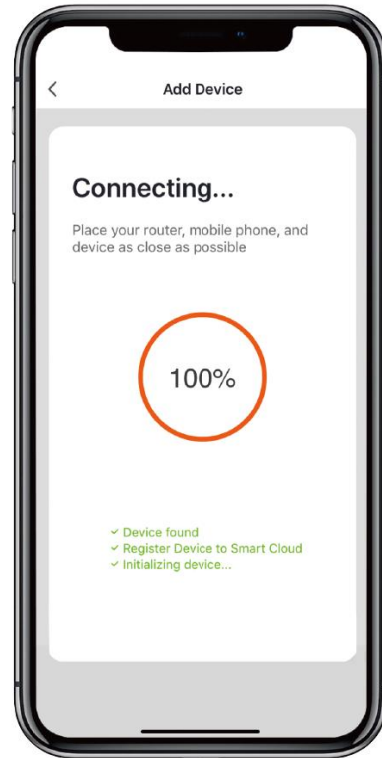 Add Device
Connecting...
Place your router, mobile phone, and
device as close as possible
100%
Device found
Register Device to Smart Cloud
Initializing device...